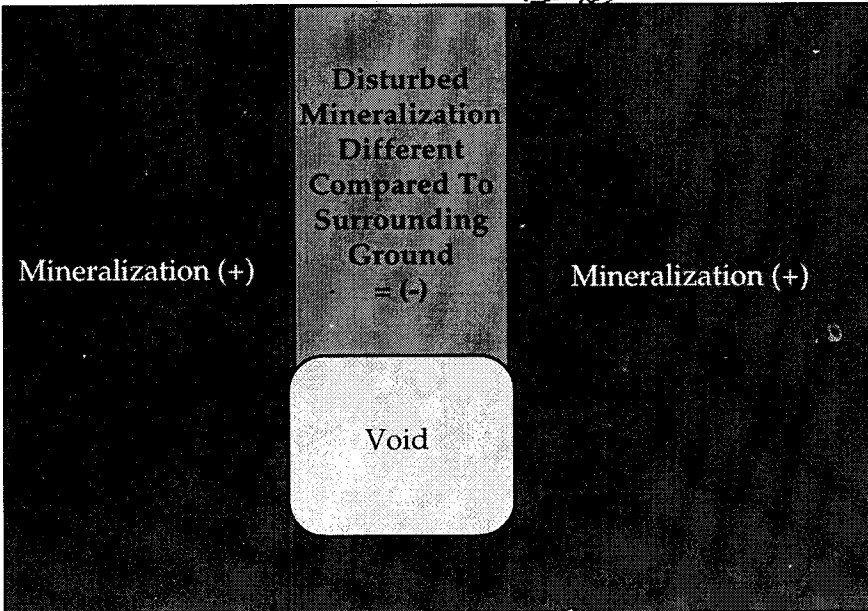 Disturbed
Mineralization
Different
Compared To
Surrounding
Ground
= (-)
Mineralization (+)
Mineralization (+)
Void